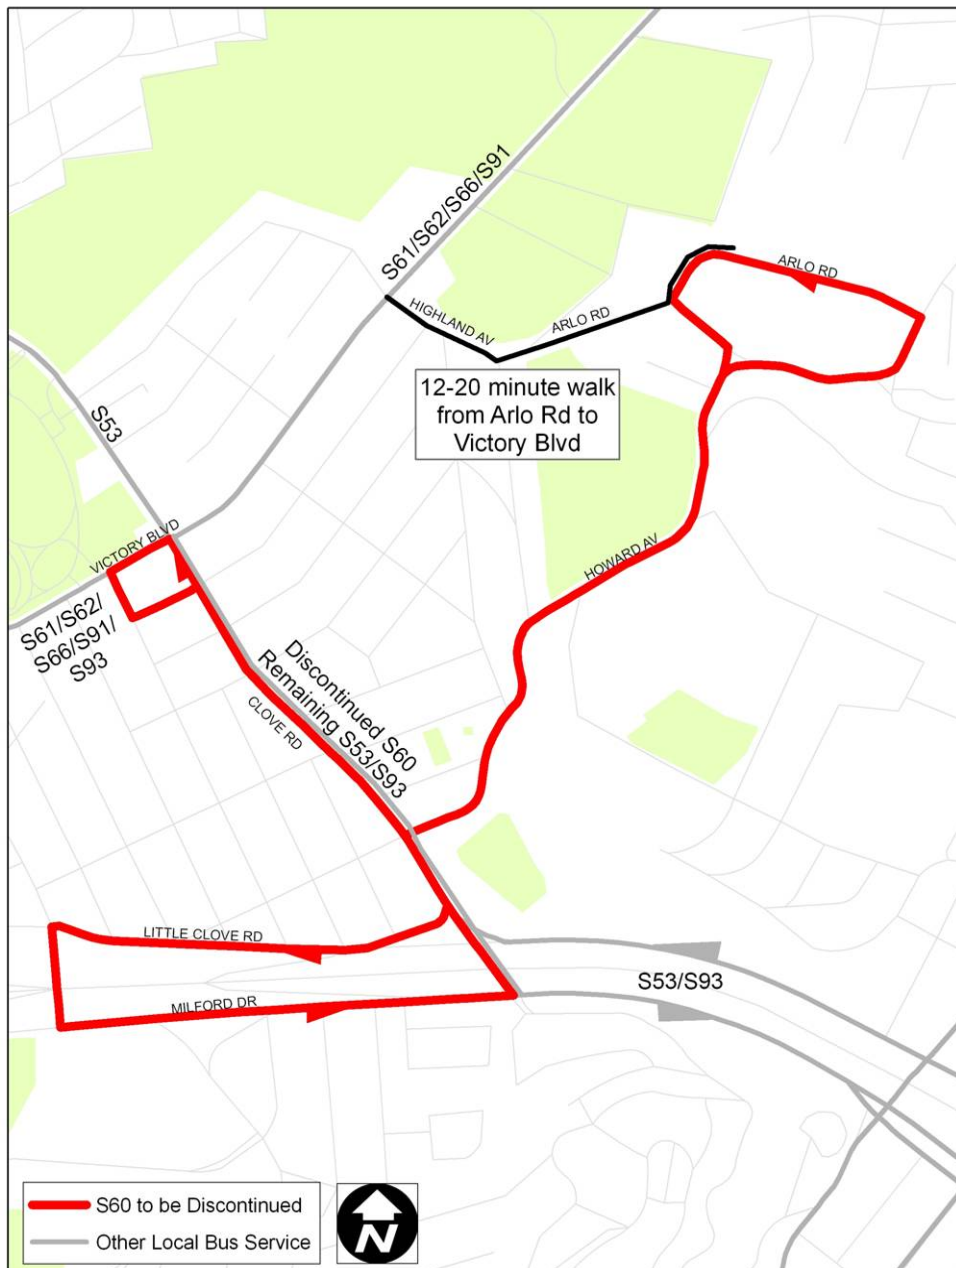 S61/S62/S66/S91
ARLO RD
HIGHLAND AV
ARLO RD
12-20 minute walk
from Arlo Rd to
Victory Blvd
S53
VICTORY BLVD
HOWARD AV
S61/S62/
S66/S91/
S93
Discontinued S60
Remaining S53/S93
CLOVE RD
LITTLE CLOVE RD
S53/S93
MILFORD DR
S60 to be Discontinued
Other Local Bus Service
N